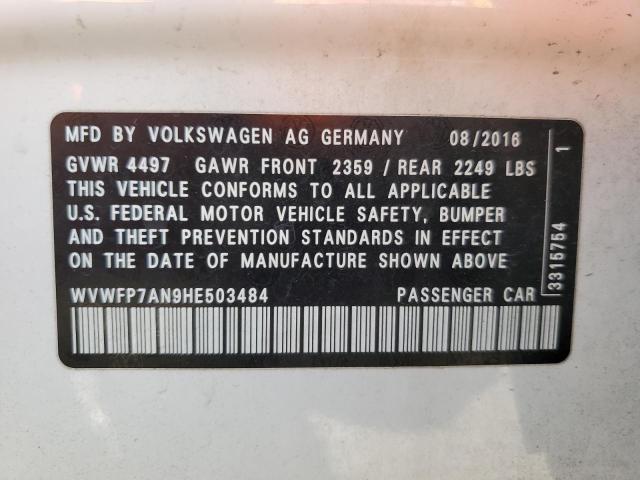 MFD BY VOLKSWAGEN AG GERMANY 08/2016
GVWR 4497 GAWR FRONT 2359 / REAR 2249 LBS
THIS VEHICLE CONFORMS TO ALL APPLICABLE
U.S. FEDERAL MOTOR VEHICLE SAFETY, BUMPER
AND THEFT PREVENTION STANDARDS IN EFFECT
ON THE DATE OF MANUFACTURE SHOWN ABOVE
WVWFP7AN9HE503484 PASSENGER CAR
3315754 1